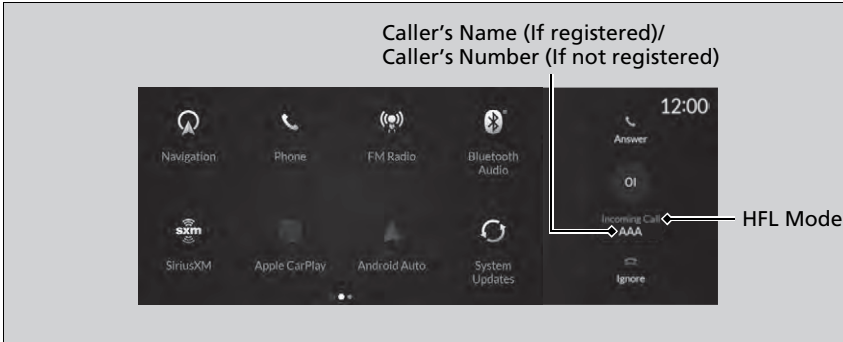 Caller's Name (If registered)/
Caller's Number (If not registered)
12:00
Navigation
Phone
FM Radio
Bluetooth
Audio
Answer
OI
Incoming Call
AAA
HFL Mode
sxm
SiriusXM
Apple CarPlay
Android Auto
System
Updates
Ignore